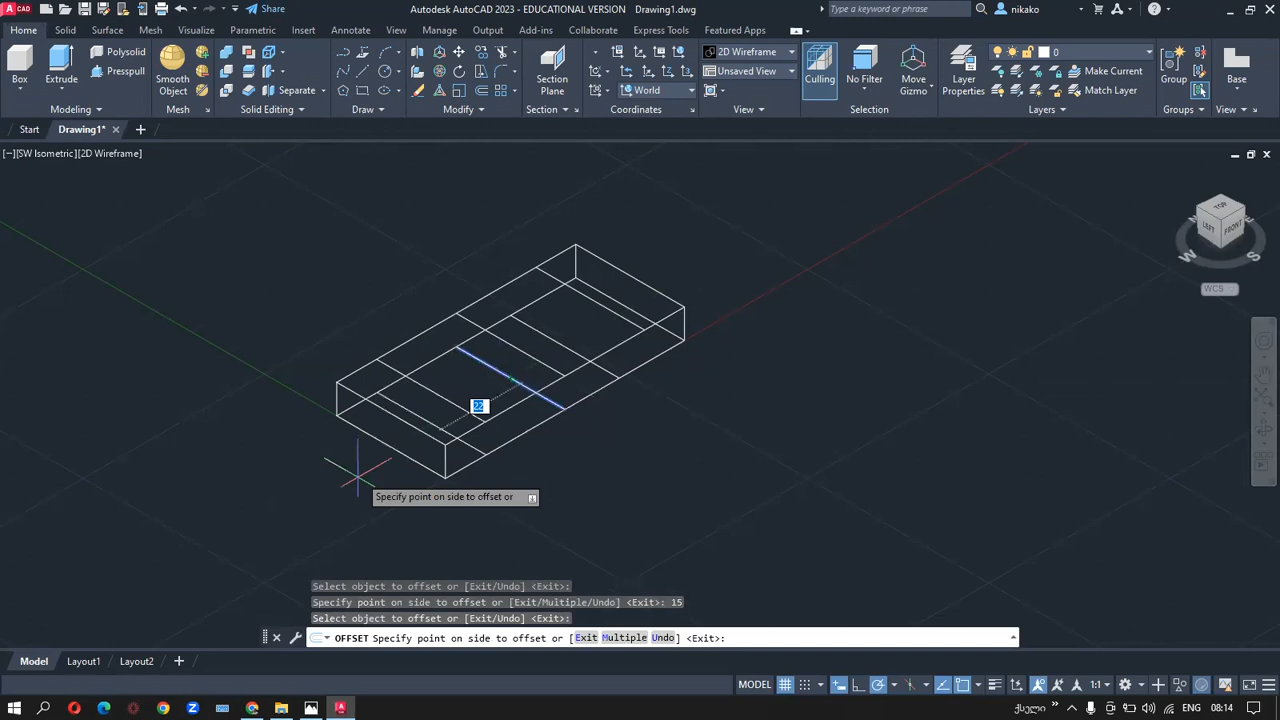 Share
Autodesk AutoCAD 2023 - EDUCATIONAL VERSION Drawing1.dwg
Type a keyword or phrase
nikako
Home Solid Surface Mesh Visualize Parametric Insert Annotate View Manage Output Add-ins Collaborate Express Tools Featured Apps
Box
Extrude
Polysolid
Presspull
Smooth Object
Separate
Section Plane
World
2D Wireframe
Unsaved View
Culling
No Filter
Move Gizmo
Layer Properties
0
Make Current
Match Layer
Group
Base
Modeling Mesh Solid Editing Draw Modify Section Coordinates View Selection Layers Groups View
Start Drawing1*
[−][SW Isometric][2D Wireframe]
TOP
LEFT FRONT
N
W S
WCS
22
Specify point on side to offset or
Select object to offset or [Exit/Undo] <Exit>:
Specify point on side to offset or [Exit/Multiple/Undo] <Exit>: 15
Select object to offset or [Exit/Undo] <Exit>:
OFFSET Specify point on side to offset or [Exit Multiple Undo] <Exit>:
Model Layout1 Layout2
MODEL 1:1
ქსელი ENG 08:14